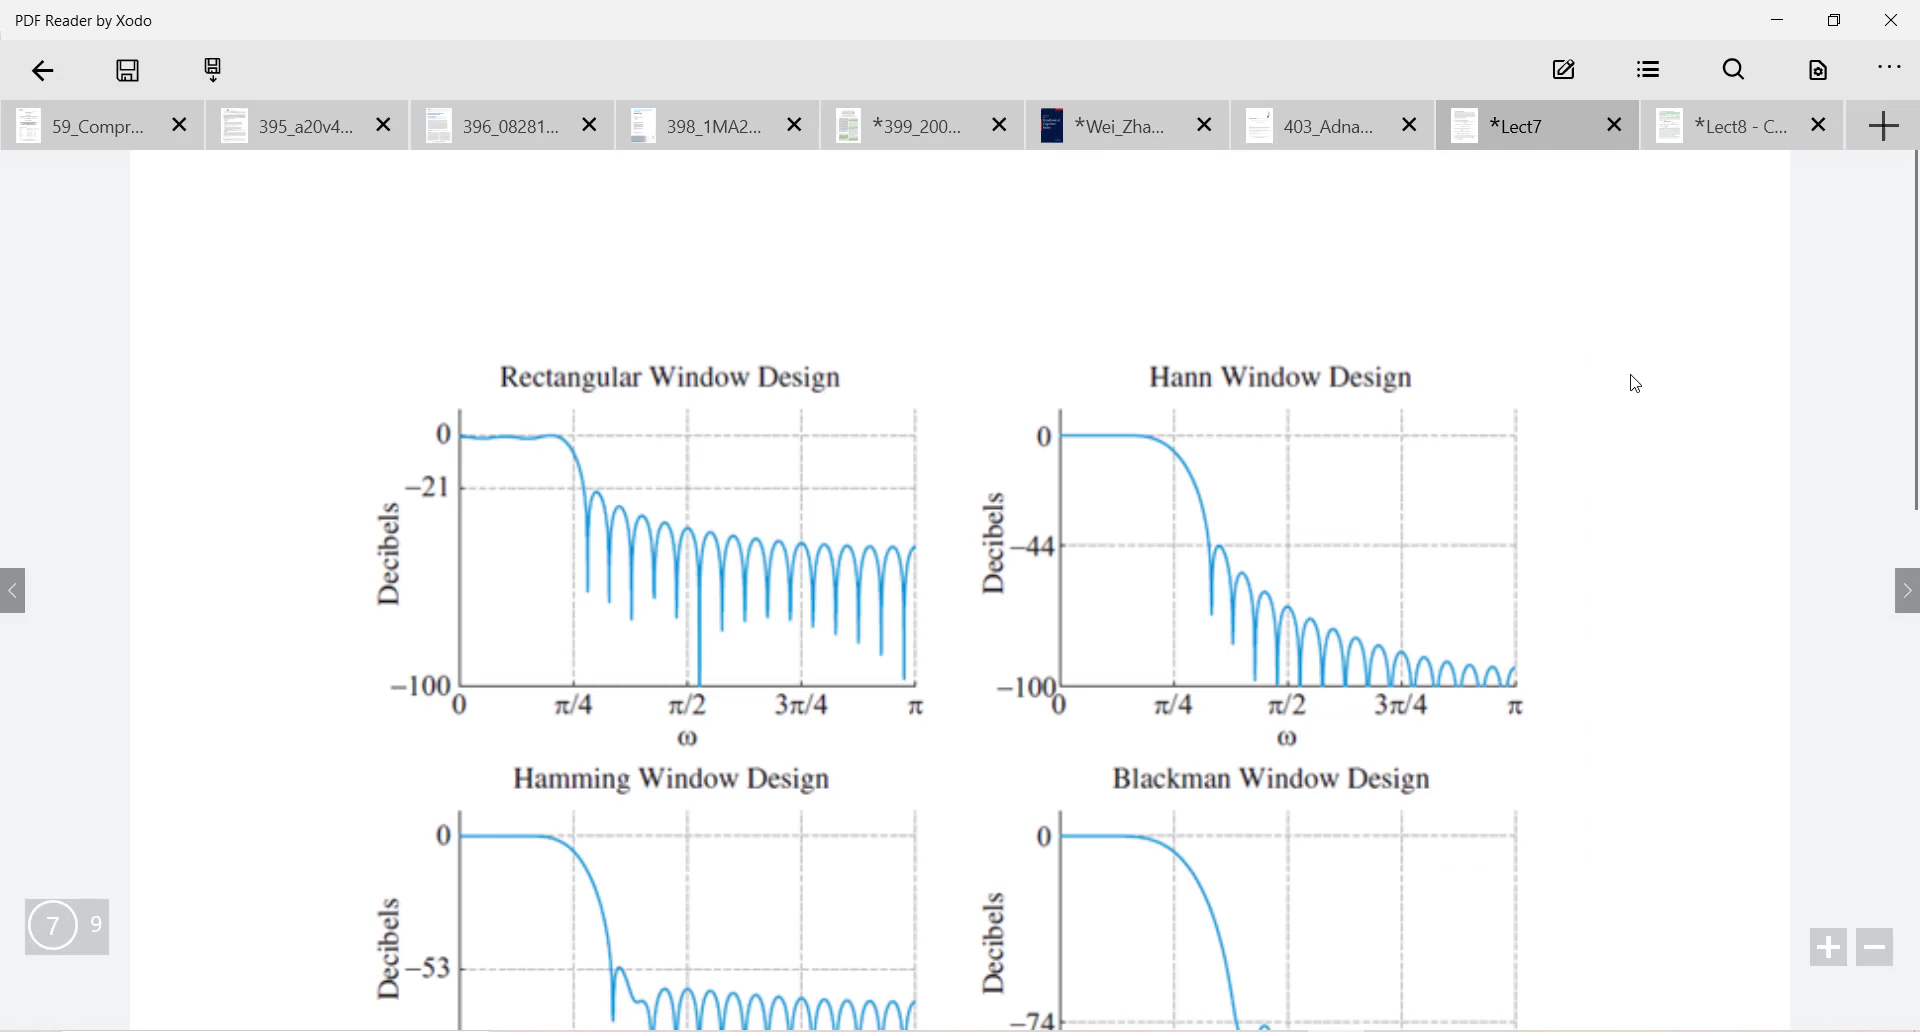 PDF Reader by Xodo
59_Compr...
395_a20v4...
396_08281...
398_1MA2...
*399_200...
*Wei_Zha...
403_Adna...
*Lect7
*Lect8 - C...
Rectangular Window Design
0
−21
−100
Decibels
0 π/4 π/2 3π/4 π
ω
Hann Window Design
0
−44
−100
Decibels
0 π/4 π/2 3π/4 π
ω
Hamming Window Design
0
−53
Decibels
Blackman Window Design
0
−74
Decibels
7 9